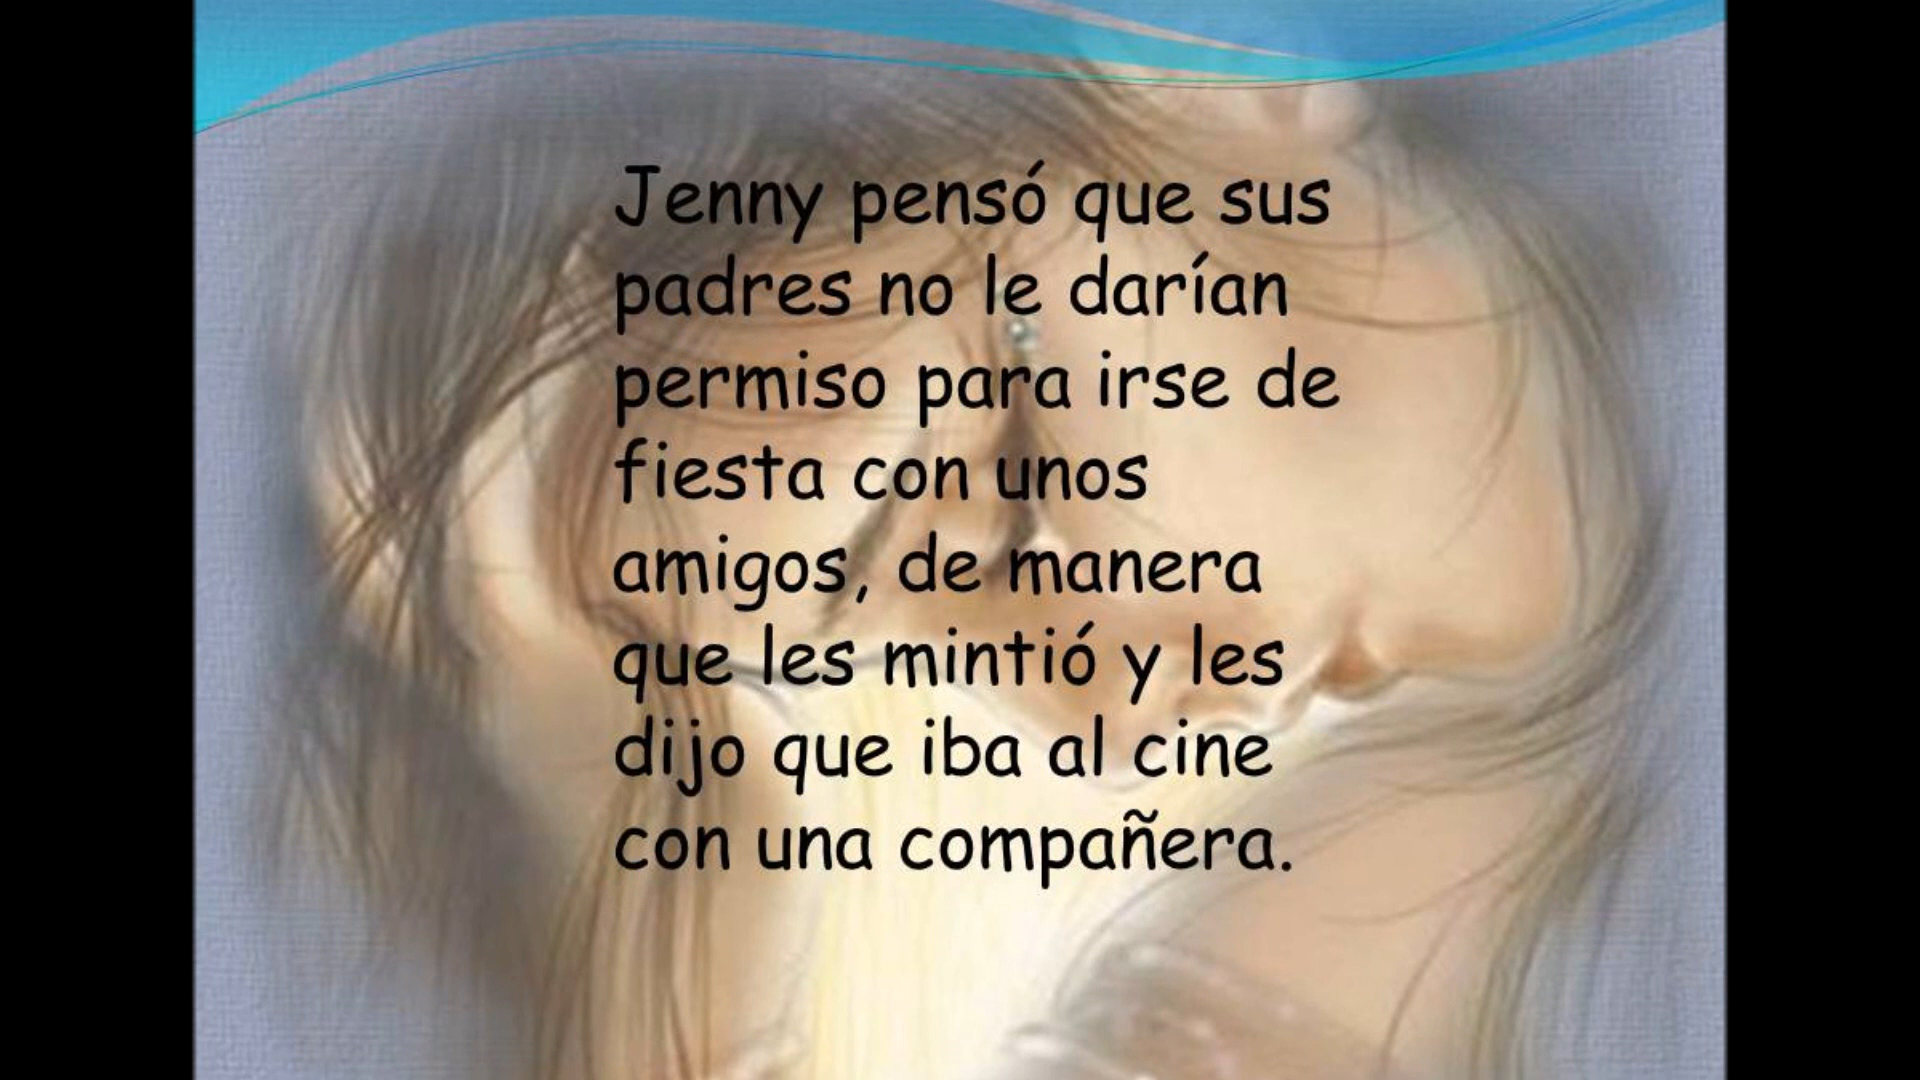 Jenny pensó que sus
padres no le darían
permiso para irse de
fiesta con unos
amigos, de manera
que les mintió y les
dijo que iba al cine
con una compañera.